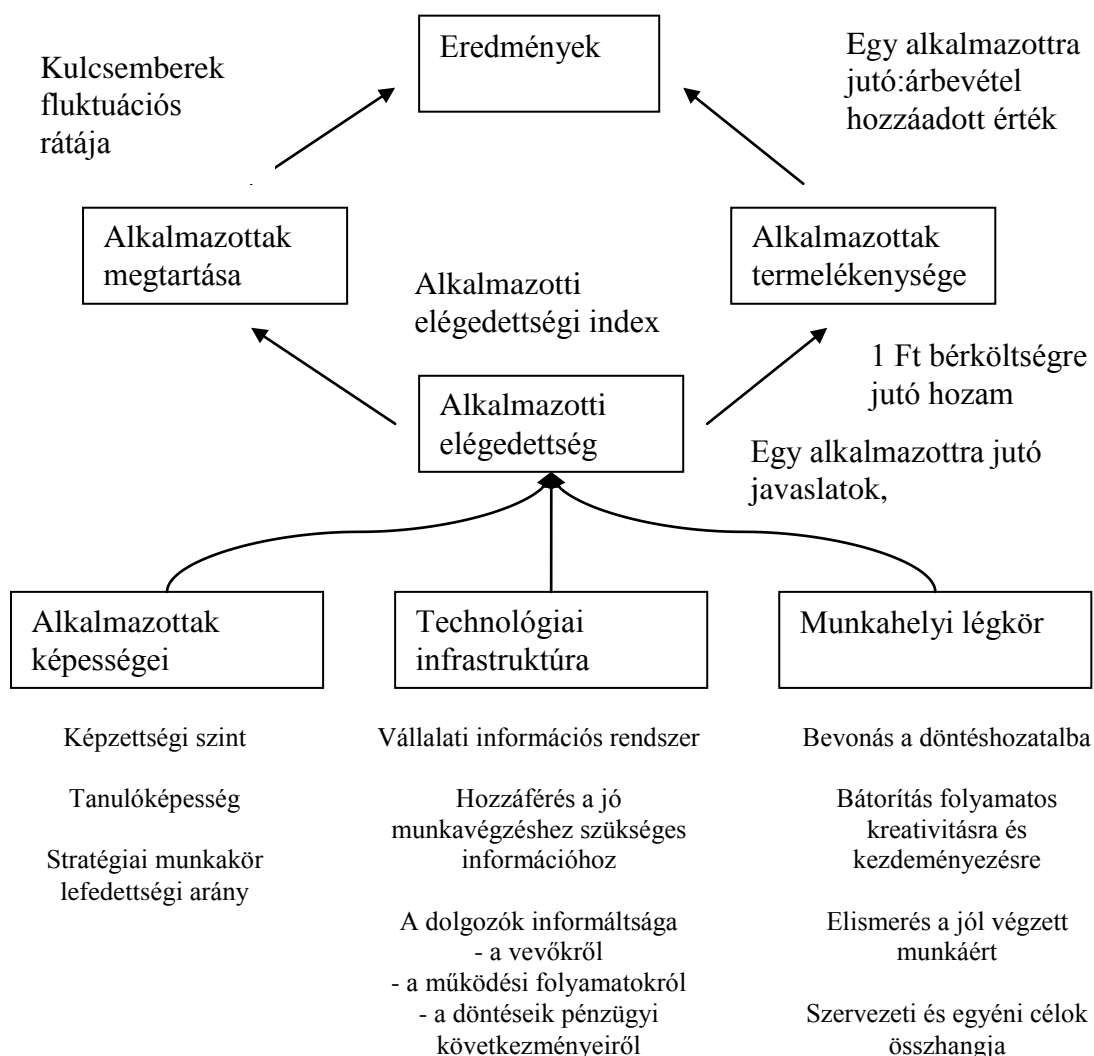 Eredmények
Kulcsemberek
fluktuációs
rátája
Egy alkalmazottra
jutó:árbevétel
hozzáadott érték
Alkalmazottak
megtartása
Alkalmazottak
termelékenysége
Alkalmazotti
elégedettségi index
1 Ft bérköltségre
jutó hozam
Alkalmazotti
elégedettség
Egy alkalmazottra jutó
javaslatok,
Alkalmazottak
képességei
Technológiai
infrastruktúra
Munkahelyi légkör
Képzettségi szint
Tanulóképesség
Stratégiai munkakör
lefedettségi arány
Vállalati információs rendszer
Hozzáférés a jó
munkavégzéshez szükséges
információhoz
A dolgozók informáltsága
- a vevőkről
- a működési folyamatokról
- a döntéseik pénzügyi
következményeiről
Bevonás a döntéshozatalba
Bátorítás folyamatos
kreativitásra és
kezdeményezésre
Elismerés a jól végzett
munkáért
Szervezeti és egyéni célok
összhangja